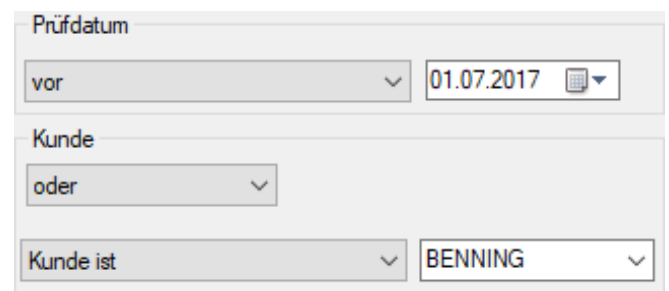 Prüfdatum
vor 01.07.2017
Kunde
oder
Kunde ist BENNING